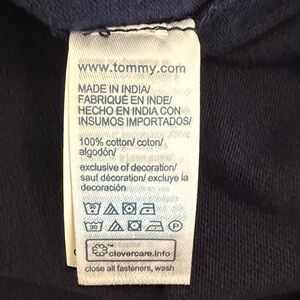 www.tommy.com
MADE IN INDIA/
FABRIQUÉ EN INDE/
HECHO EN INDIA CON
INSUMOS IMPORTADOS/
100% cotton/ coton/
algodón/
exclusive of decoration/
sauf décoration/ excluye la
decoración
clevercare.info
close all fasteners, wash